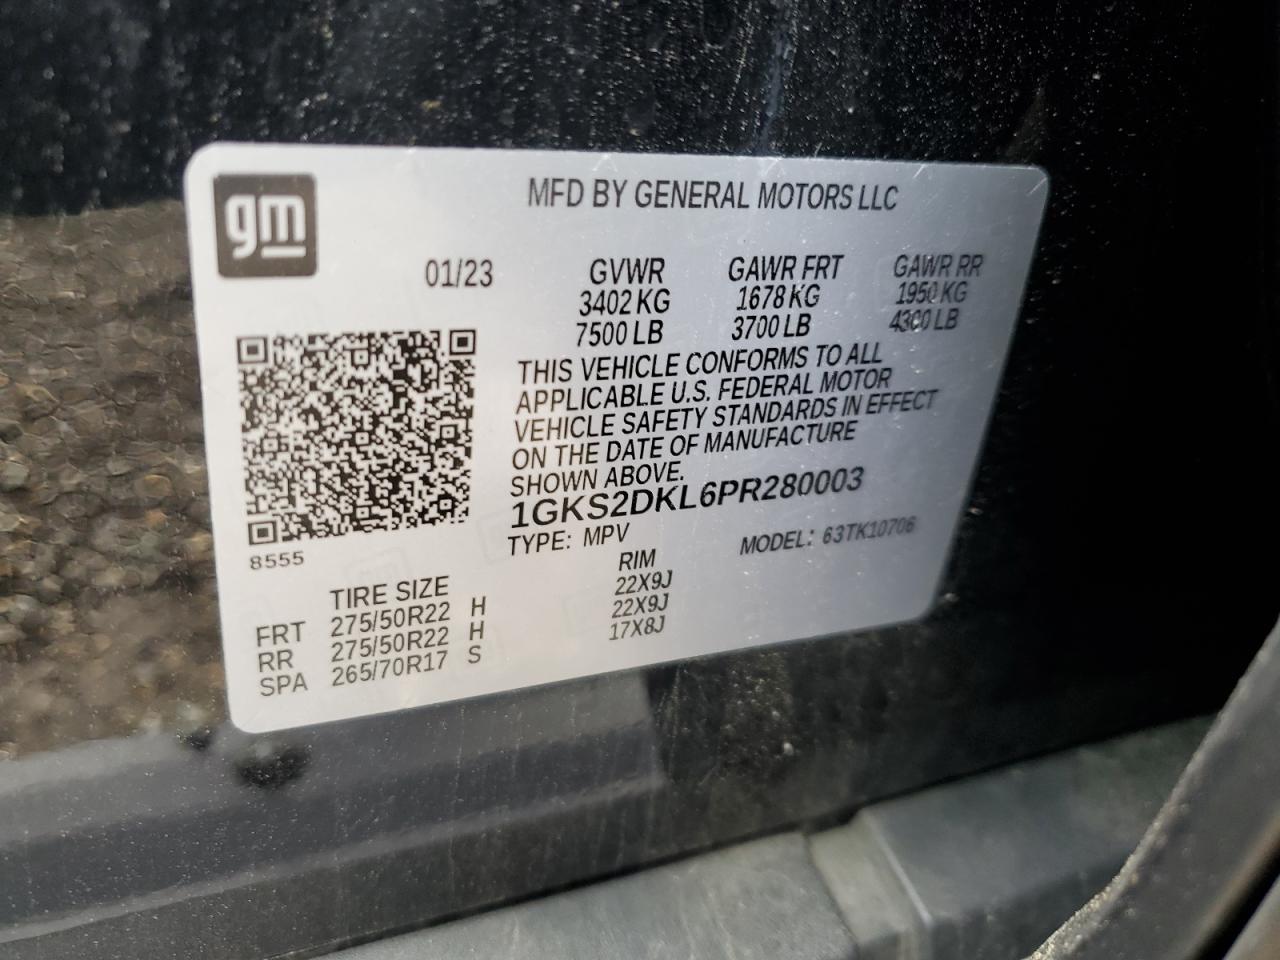 gm
MFD BY GENERAL MOTORS LLC
01/23 GVWR GAWR FRT GAWR RR
3402 KG 1678 KG 1950 KG
7500 LB 3700 LB 4300 LB
THIS VEHICLE CONFORMS TO ALL
APPLICABLE U.S. FEDERAL MOTOR
VEHICLE SAFETY STANDARDS IN EFFECT
ON THE DATE OF MANUFACTURE
SHOWN ABOVE.
1GKS2DKL6PR280003
8555 TYPE: MPV MODEL: 63TK10706
TIRE SIZE RIM
FRT 275/50R22 H 22X9J
RR 275/50R22 H 22X9J
SPA 265/70R17 S 17X8J